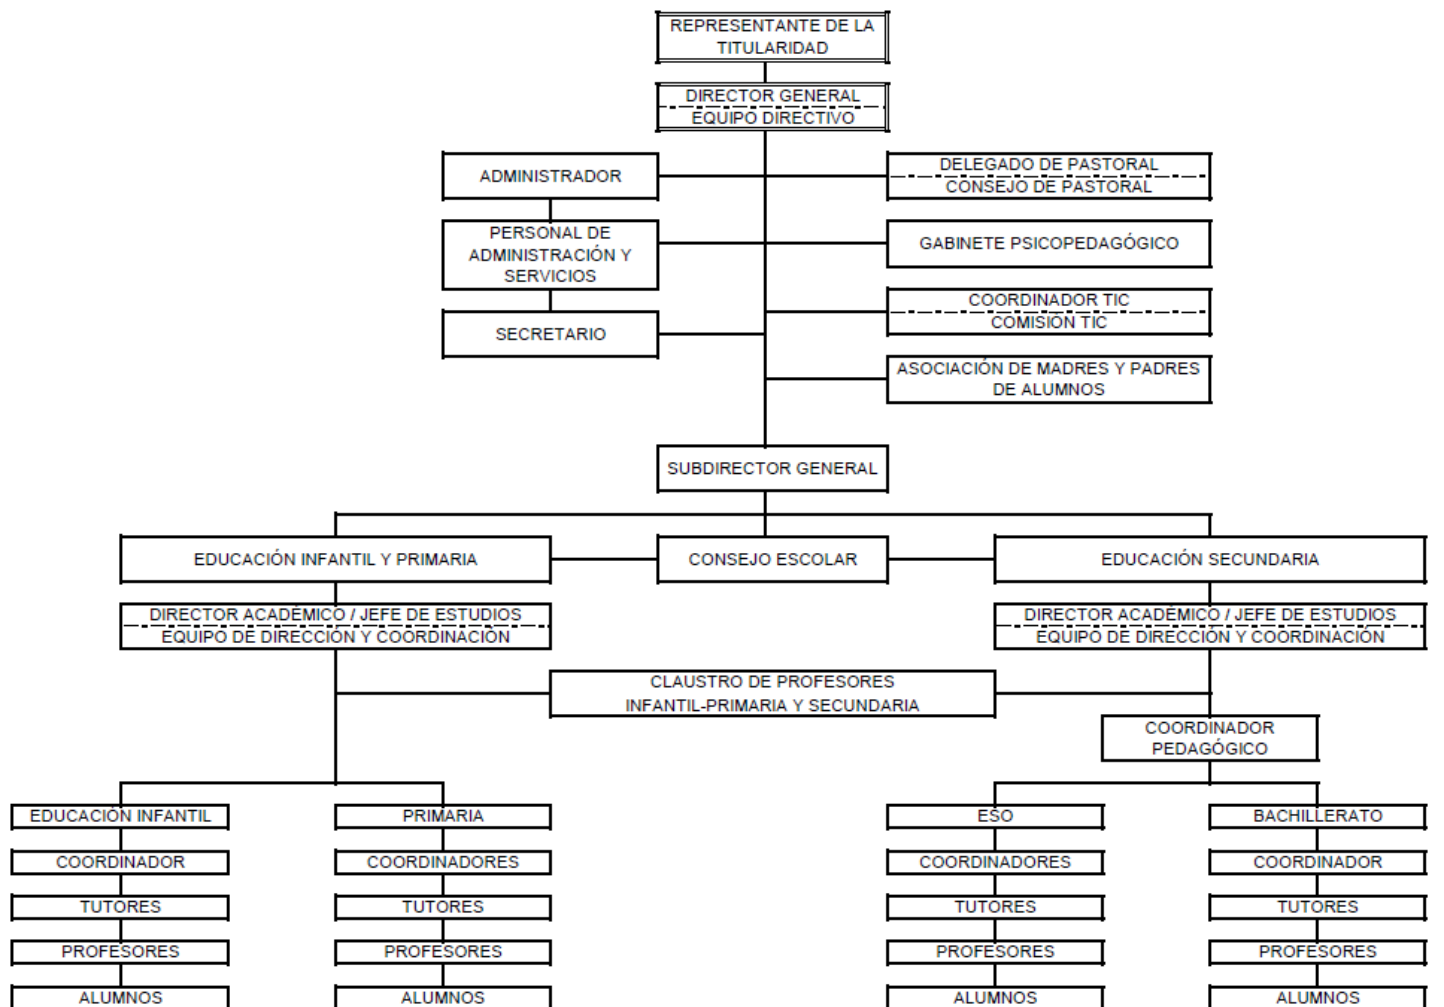 REPRESENTANTE DE LA
TITULARIDAD
DIRECTOR GENERAL
EQUIPO DIRECTIVO
ADMINISTRADOR
DELEGADO DE PASTORAL
CONSEJO DE PASTORAL
PERSONAL DE
ADMINISTRACIÓN Y
SERVICIOS
GABINETE PSICOPEDAGÓGICO
SECRETARIO
COORDINADOR TIC
COMISIÓN TIC
ASOCIACIÓN DE MADRES Y PADRES
DE ALUMNOS
SUBDIRECTOR GENERAL
EDUCACIÓN INFANTIL Y PRIMARIA
CONSEJO ESCOLAR
EDUCACIÓN SECUNDARIA
DIRECTOR ACADÉMICO / JEFE DE ESTUDIOS
EQUIPO DE DIRECCIÓN Y COORDINACIÓN
DIRECTOR ACADÉMICO / JEFE DE ESTUDIOS
EQUIPO DE DIRECCIÓN Y COORDINACIÓN
CLAUSTRO DE PROFESORES
INFANTIL-PRIMARIA Y SECUNDARIA
COORDINADOR
PEDAGÓGICO
EDUCACIÓN INFANTIL
PRIMARIA
ESO
BACHILLERATO
COORDINADOR
COORDINADORES
COORDINADORES
COORDINADOR
TUTORES
TUTORES
TUTORES
TUTORES
PROFESORES
PROFESORES
PROFESORES
PROFESORES
ALUMNOS
ALUMNOS
ALUMNOS
ALUMNOS